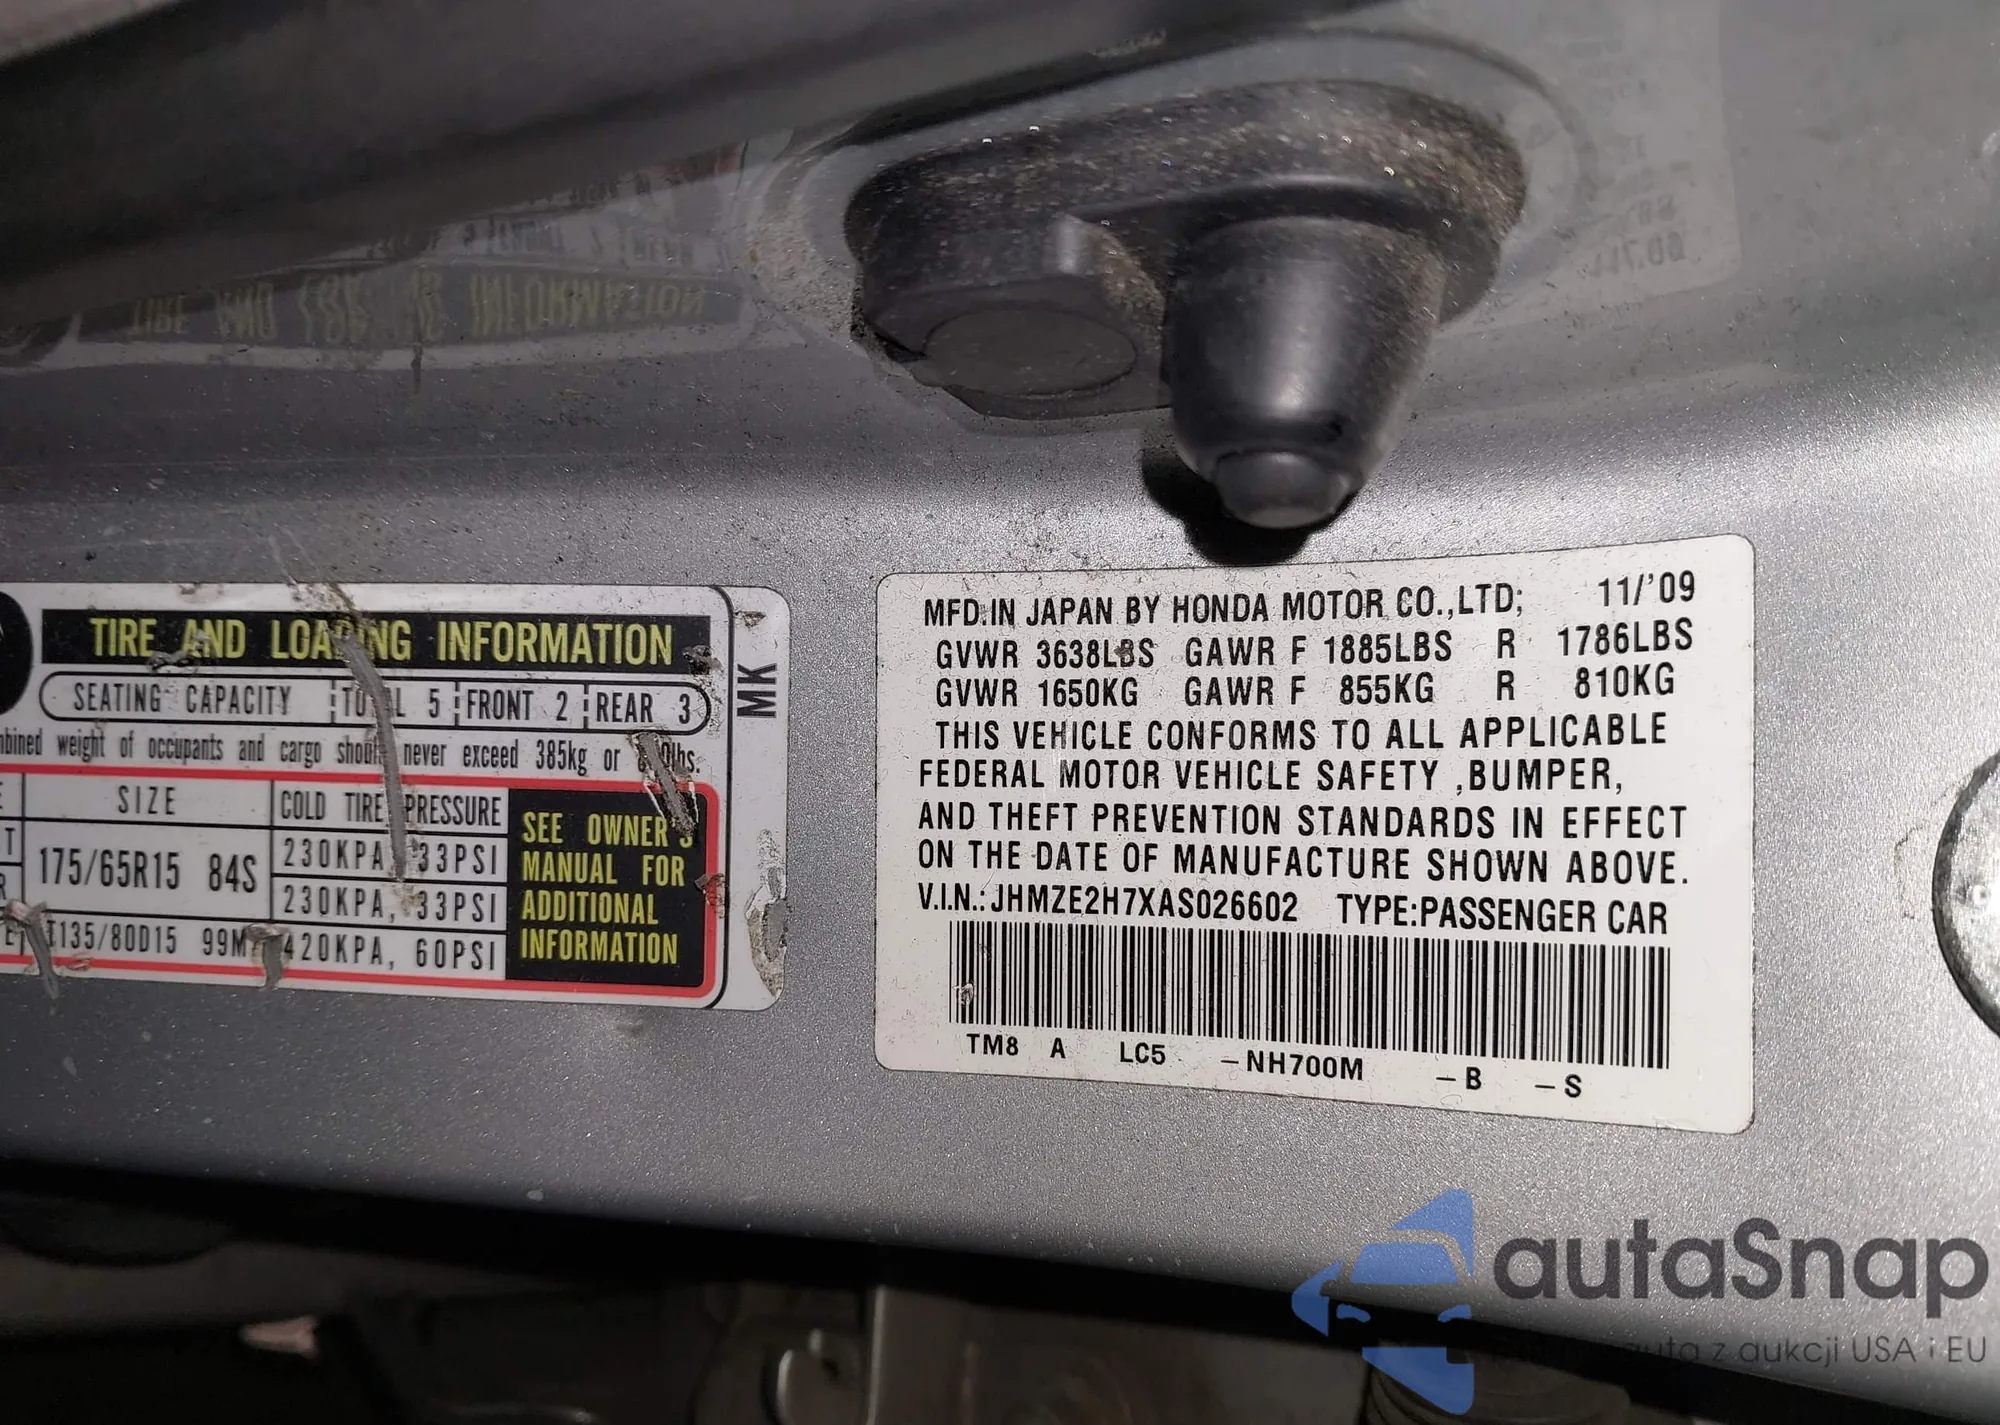 TIRE AND LOADING INFORMATION
SEATING CAPACITY TOTAL 5 FRONT 2 REAR 3
MK
weight of occupants and cargo should never exceed 385kg or lbs.
SIZE COLD TIRE PRESSURE
175/65R15 84S 230KPA, 33PSI
230KPA, 33PSI
T135/80D15 99M 420KPA, 60PSI
SEE OWNER'S
MANUAL FOR
ADDITIONAL
INFORMATION
MFD.IN JAPAN BY HONDA MOTOR CO.,LTD; 11/'09
GVWR 3638LBS GAWR F 1885LBS R 1786LBS
GVWR 1650KG GAWR F 855KG R 810KG
THIS VEHICLE CONFORMS TO ALL APPLICABLE
FEDERAL MOTOR VEHICLE SAFETY ,BUMPER,
AND THEFT PREVENTION STANDARDS IN EFFECT
ON THE DATE OF MANUFACTURE SHOWN ABOVE.
V.I.N.: JHMZE2H7XAS026602 TYPE:PASSENGER CAR
TM8 A LC5 -NH700M -B -S
autaSnap
auta z aukcji USA i EU